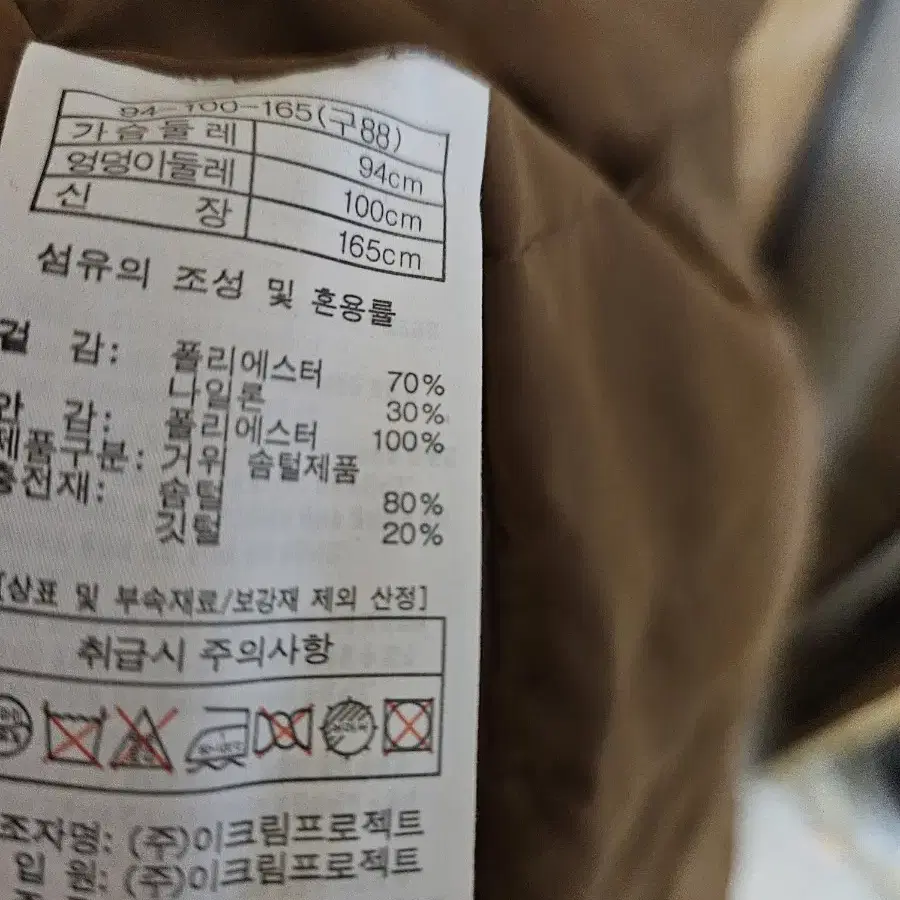 94-100-165(구88)
가슴둘레 94cm
엉덩이둘레 100cm
신장 165cm
섬유의 조성 및 혼용률
겉 감: 폴리에스터 70%
나일론 30%
안 감: 폴리에스터 100%
제품구분: 거위 솜털제품
충전재: 솜털 80%
깃털 20%
[상표 및 부속재료/보강재 제외 산정]
취급시 주의사항
조자명: (주)이크림프로젝트
입 원: (주)이크림프로젝트